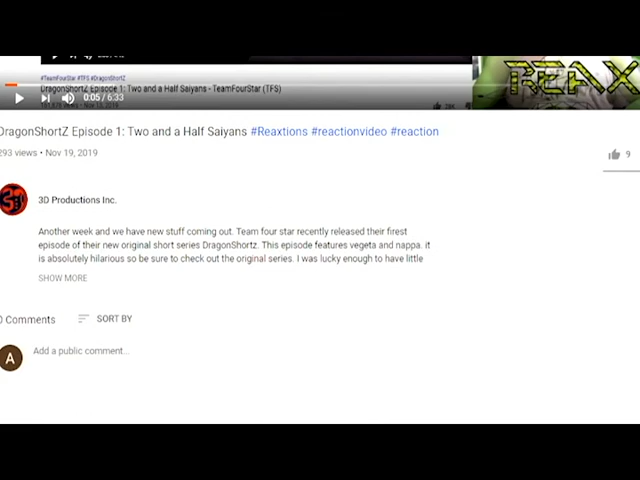 #TeamFourStar #TFS #DragonShortZ
DragonShortZ Episode 1: Two and a Half Saiyans - TeamFourStar (TFS)
0:05 / 6:33
REAX
DragonShortZ Episode 1: Two and a Half Saiyans #Reaxtions #reactionvideo #reaction
293 views • Nov 19, 2019
9
3D Productions Inc.
Another week and we have new stuff coming out. Team four star recently released their firest
episode of their new original short series DragonShortz. This episode features vegeta and nappa. it
is absolutely hilarious so be sure to check out the original series. I was lucky enough to have little
SHOW MORE
0 Comments SORT BY
A
Add a public comment...